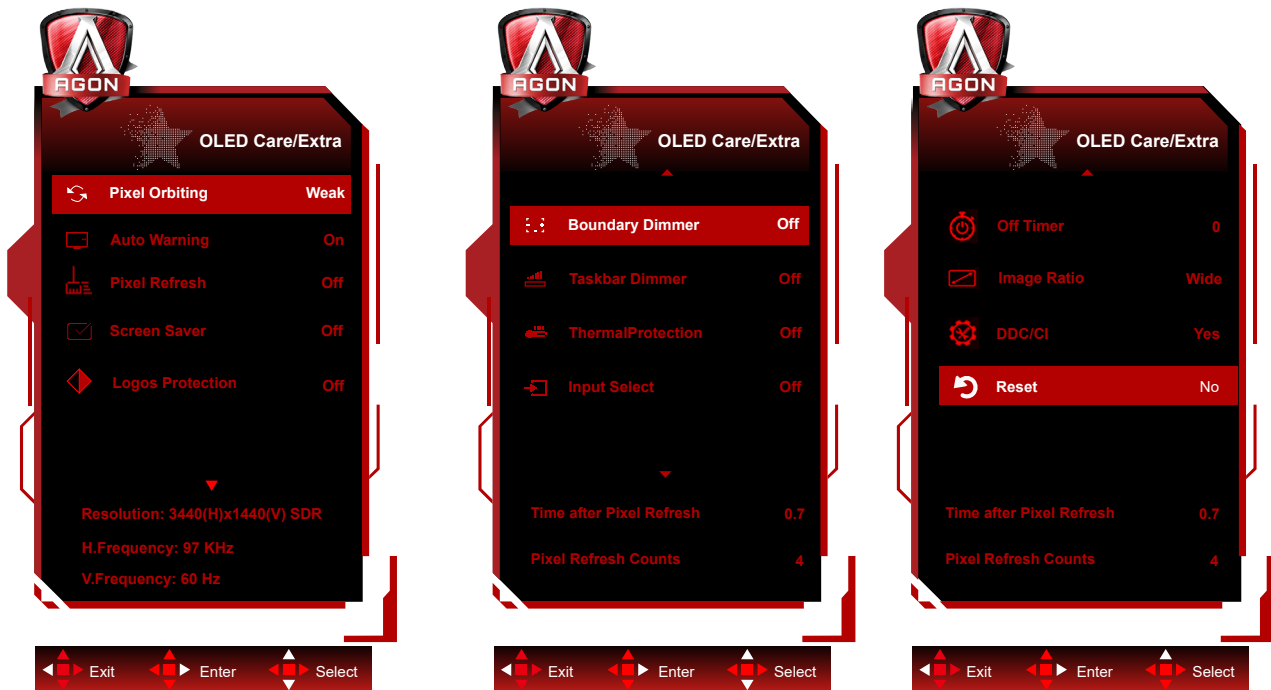 AGON
OLED Care/Extra
Pixel Orbiting Weak
Auto Warning On
Pixel Refresh Off
Screen Saver Off
Logos Protection Off
Resolution: 3440(H)x1440(V) SDR
H.Frequency: 97 KHz
V.Frequency: 60 Hz
Exit Enter Select
AGON
OLED Care/Extra
Boundary Dimmer Off
Taskbar Dimmer Off
ThermalProtection Off
Input Select Off
Time after Pixel Refresh 0.7
Pixel Refresh Counts 4
Exit Enter Select
AGON
OLED Care/Extra
Off Timer 0
Image Ratio Wide
DDC/CI Yes
Reset No
Time after Pixel Refresh 0.7
Pixel Refresh Counts 4
Exit Enter Select